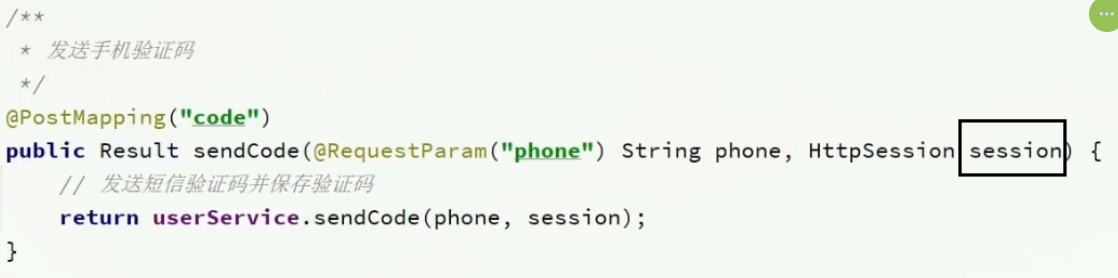 /**
* 发送手机验证码
*/
@PostMapping("code")
public Result sendCode(@RequestParam("phone") String phone, HttpSession session) {
// 发送短信验证码并保存验证码
return userService.sendCode(phone, session);
}